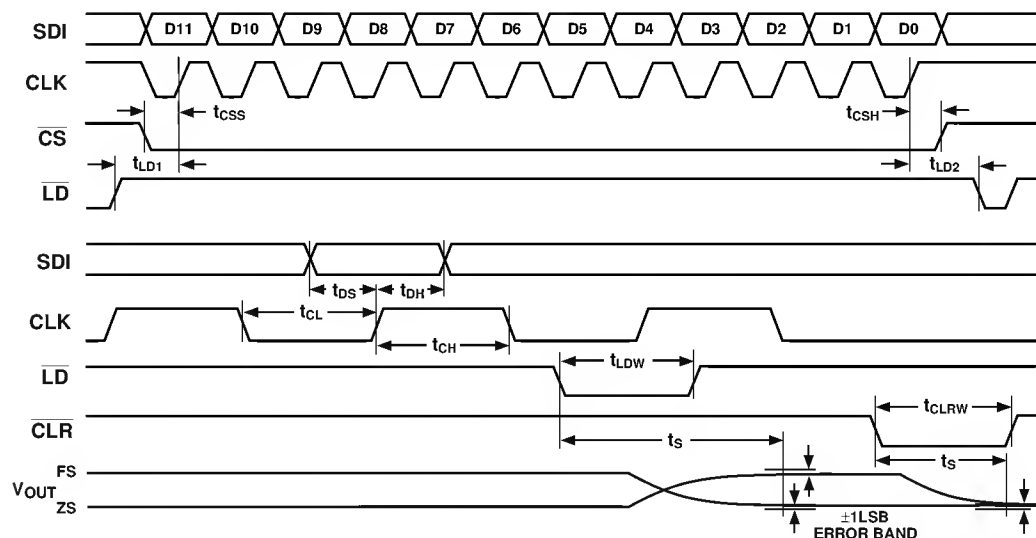 SDI D11 D10 D9 D8 D7 D6 D5 D4 D3 D2 D1 D0
CLK
tCSS tCSH
CS
tLD1 tLD2
LD
SDI
tDS tDH
tCL
CLK
tCH
tLDW
LD
tCLRW
CLR
tS tS
FS
VOUT
ZS
±1LSB
ERROR BAND